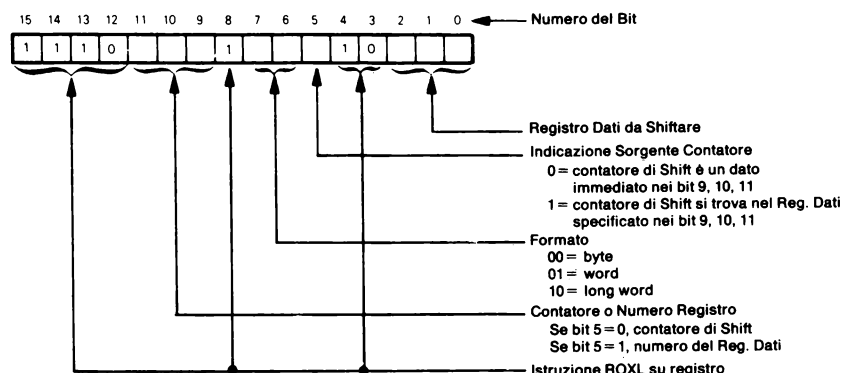 15 14 13 12 11 10 9 8 7 6 5 4 3 2 1 0 Numero del Bit
1 1 1 0 1 1 0
Registro Dati da Shiftare
Indicazione Sorgente Contatore
0 = contatore di Shift è un dato
immediato nei bit 9, 10, 11
1 = contatore di Shift si trova nel Reg. Dati
specificato nei bit 9, 10, 11
Formato
00 = byte
01 = word
10 = long word
Contatore o Numero Registro
Se bit 5 = 0, contatore di Shift
Se bit 5 = 1, numero del Reg. Dati
Istruzione ROXL su registro